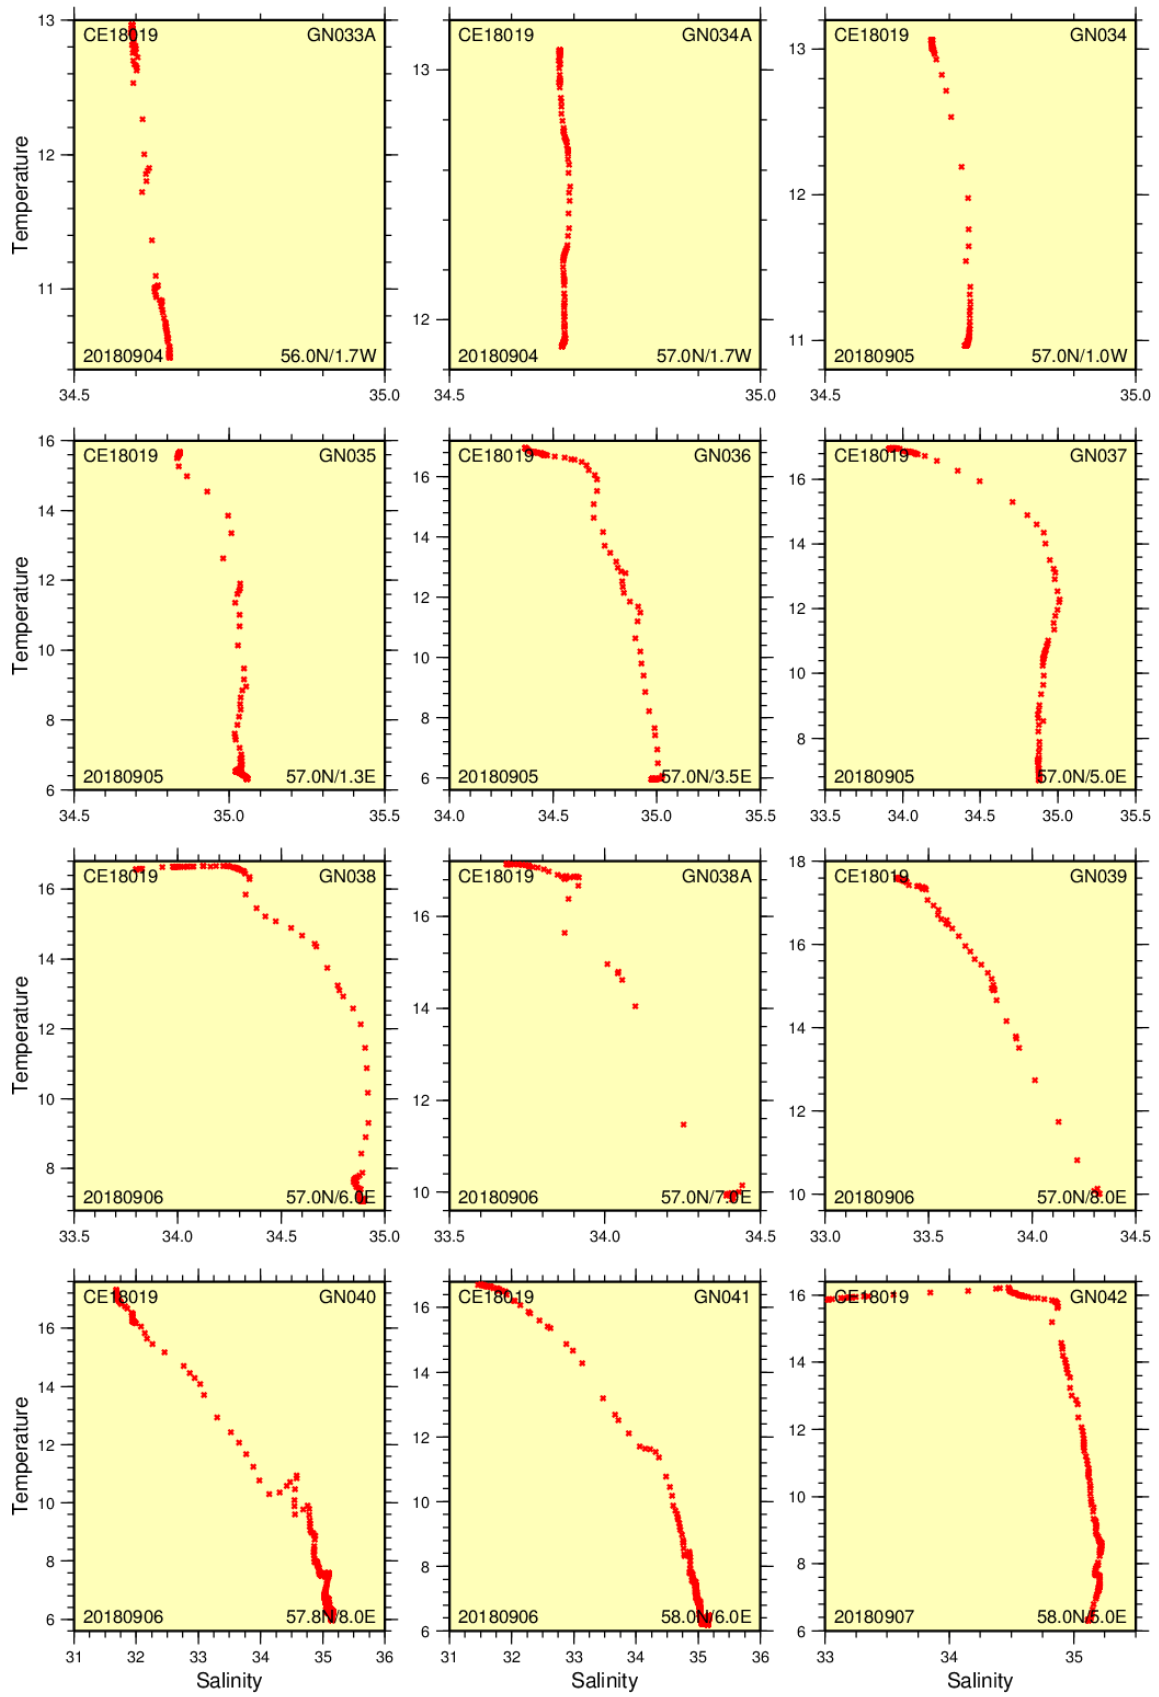 CE18019 GN033A
20180904 56.0N/1.7W
Temperature
13
12
11
34.5 35.0
CE18019 GN034A
20180904 57.0N/1.7W
13
12
34.5 35.0
CE18019 GN034
20180905 57.0N/1.0W
13
12
11
34.5 35.0
CE18019 GN035
20180905 57.0N/1.3E
Temperature
16
14
12
10
8
6
34.5 35.0 35.5
CE18019 GN036
20180905 57.0N/3.5E
16
14
12
10
8
6
34.0 34.5 35.0 35.5
CE18019 GN037
20180905 57.0N/5.0E
16
14
12
10
8
33.5 34.0 34.5 35.0 35.5
CE18019 GN038
20180906 57.0N/6.0E
Temperature
16
14
12
10
8
33.5 34.0 34.5 35.0
CE18019 GN038A
20180906 57.0N/7.0E
16
14
12
10
33.5 34.0 34.5
CE18019 GN039
20180906 57.0N/8.0E
18
16
14
12
10
33.0 33.5 34.0 34.5
CE18019 GN040
20180906 57.8N/8.0E
Temperature
16
14
12
10
8
6
31 32 33 34 35 36
Salinity
CE18019 GN041
20180906 58.0N/6.0E
16
14
12
10
8
6
31 32 33 34 35 36
Salinity
CE18019 GN042
20180907 58.0N/5.0E
16
14
12
10
8
6
33 34 35
Salinity